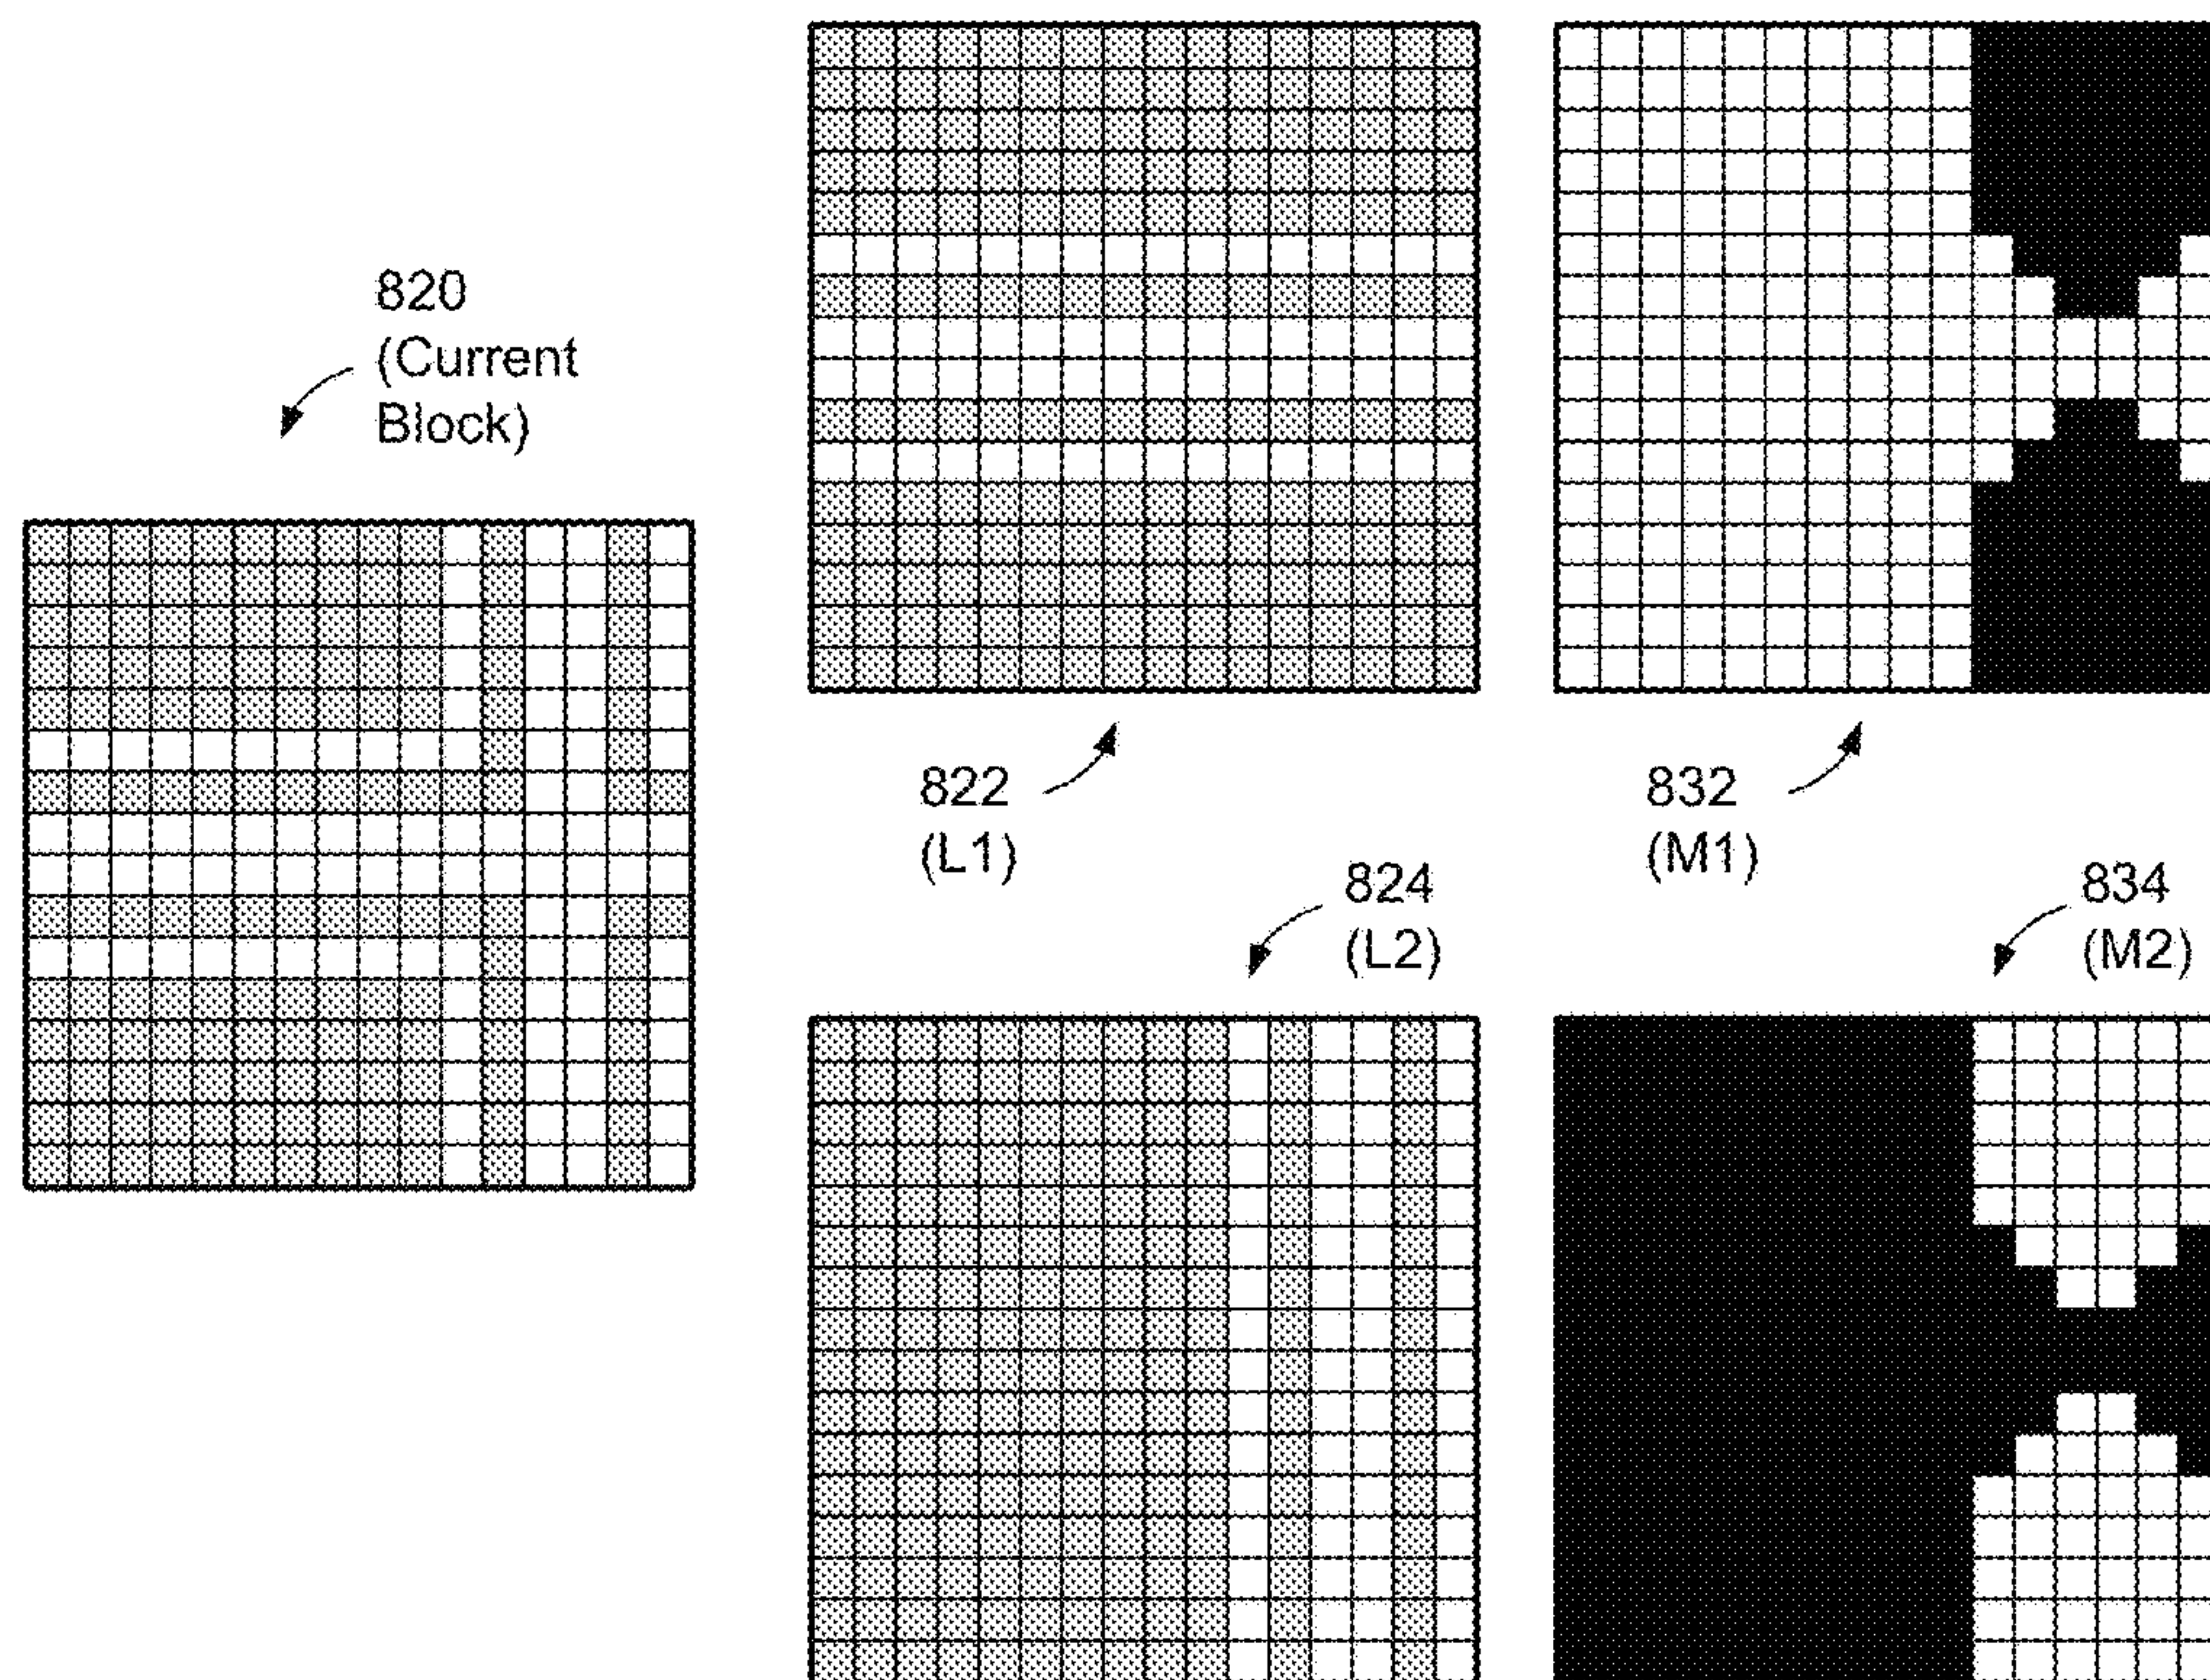 820
(Current
Block)
822
(L1)
832
(M1)
824
(L2)
834
(M2)